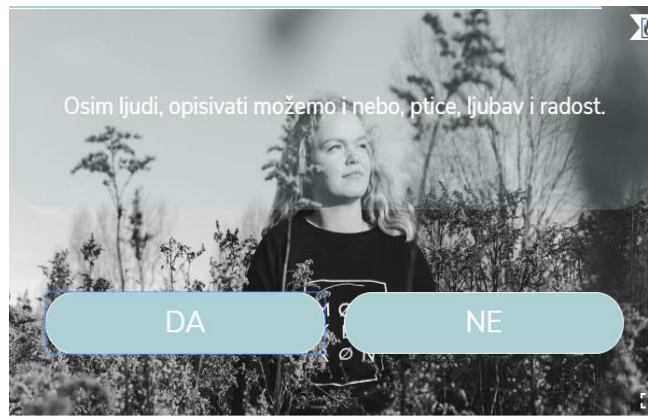 Osim ljudi, opisivati možemo i nebo, ptice, ljubav i radost.
DA
NE